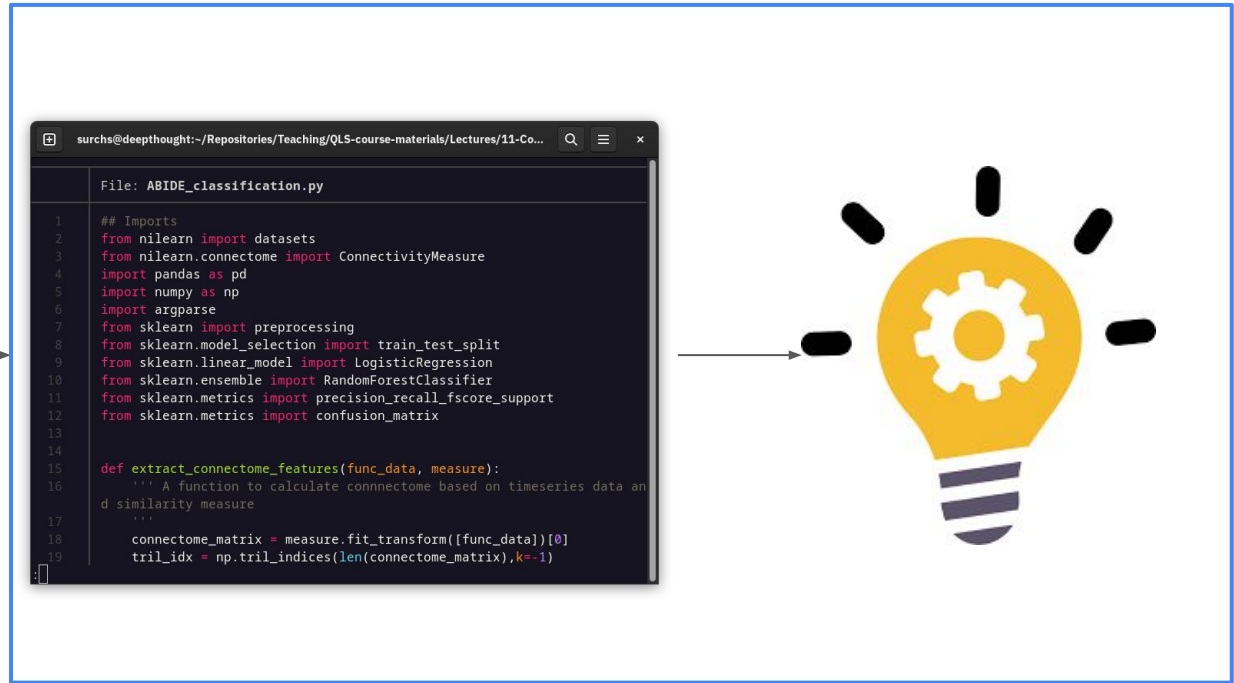 surchs@deepthought:~/Repositories/Teaching/QLS-course-materials/Lectures/11-Co...
File: ABIDE_classification.py
1 ## Imports
2 from nilearn import datasets
3 from nilearn.connectome import ConnectivityMeasure
4 import pandas as pd
5 import numpy as np
6 import argparse
7 from sklearn import preprocessing
8 from sklearn.model_selection import train_test_split
9 from sklearn.linear_model import LogisticRegression
10 from sklearn.ensemble import RandomForestClassifier
11 from sklearn.metrics import precision_recall_fscore_support
12 from sklearn.metrics import confusion_matrix
13
14
15 def extract_connectome_features(func_data, measure):
16 ''' A function to calculate connnectome based on timeseries data an
d similarity measure
17 '''
18 connectome_matrix = measure.fit_transform([func_data])[0]
19 tril_idx = np.tril_indices(len(connectome_matrix),k=-1)
: